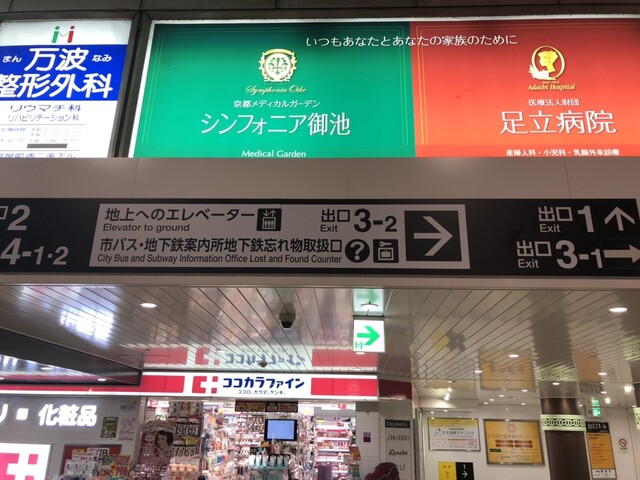 まん なみ
万波
整形外科
リウマチ科
リハビリテーション科
いつもあなたとあなたの家族のために
Symphonia Oike
京都メディカルガーデン
シンフォニア御池
Medical Garden
Adachi Hospital
医療法人財団
足立病院
産婦人科・小児科・乳腺外来診療
口2
4-1・2
地上へのエレベーター
Elevator to ground
出口 3-2
Exit
市バス・地下鉄案内所地下鉄忘れ物取扱口
City Bus and Subway Information Office Lost and Found Counter
出口 1
Exit
出口 3-1
Exit
ココカラファイン
ココロ、カラダ、ゲンキ。
り・化粧品
Kanebo
出口1
1